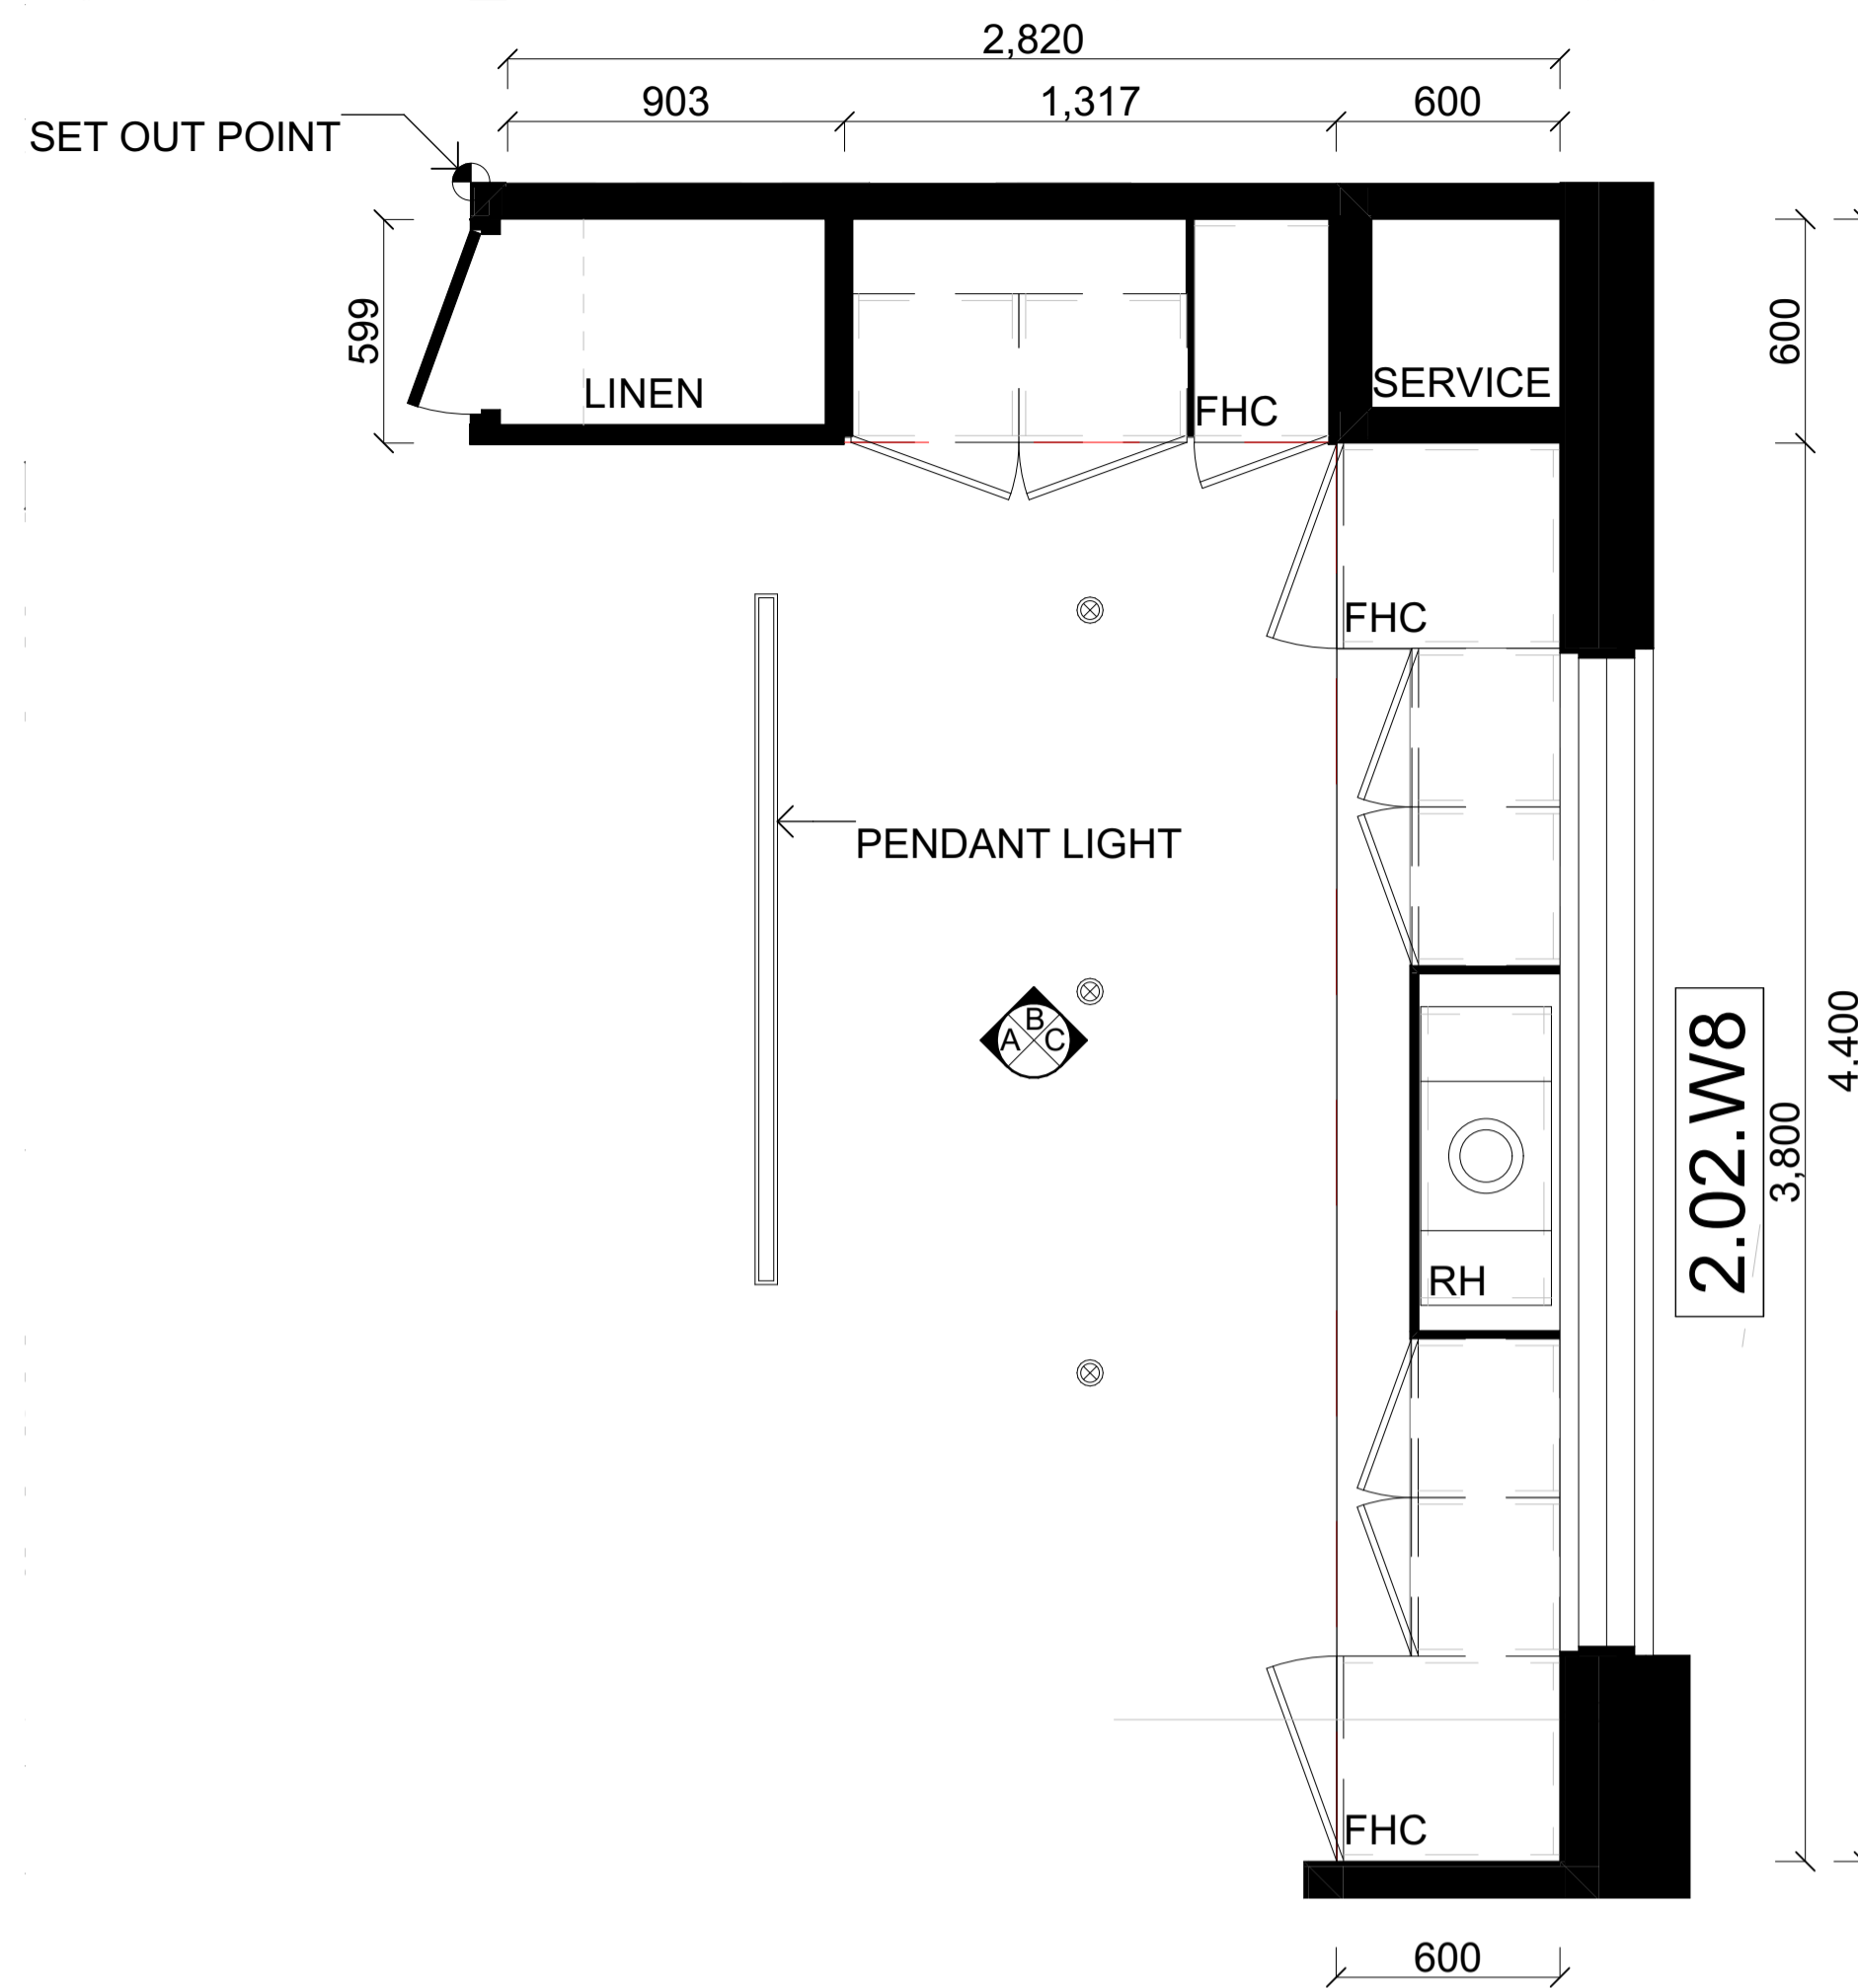 2,820
903 1,317 600
SET OUT POINT
599
600
LINEN
SERVICE
FHC
FHC
PENDANT LIGHT
B
A C
2.02.W8
3,800
4,400
RH
FHC
600